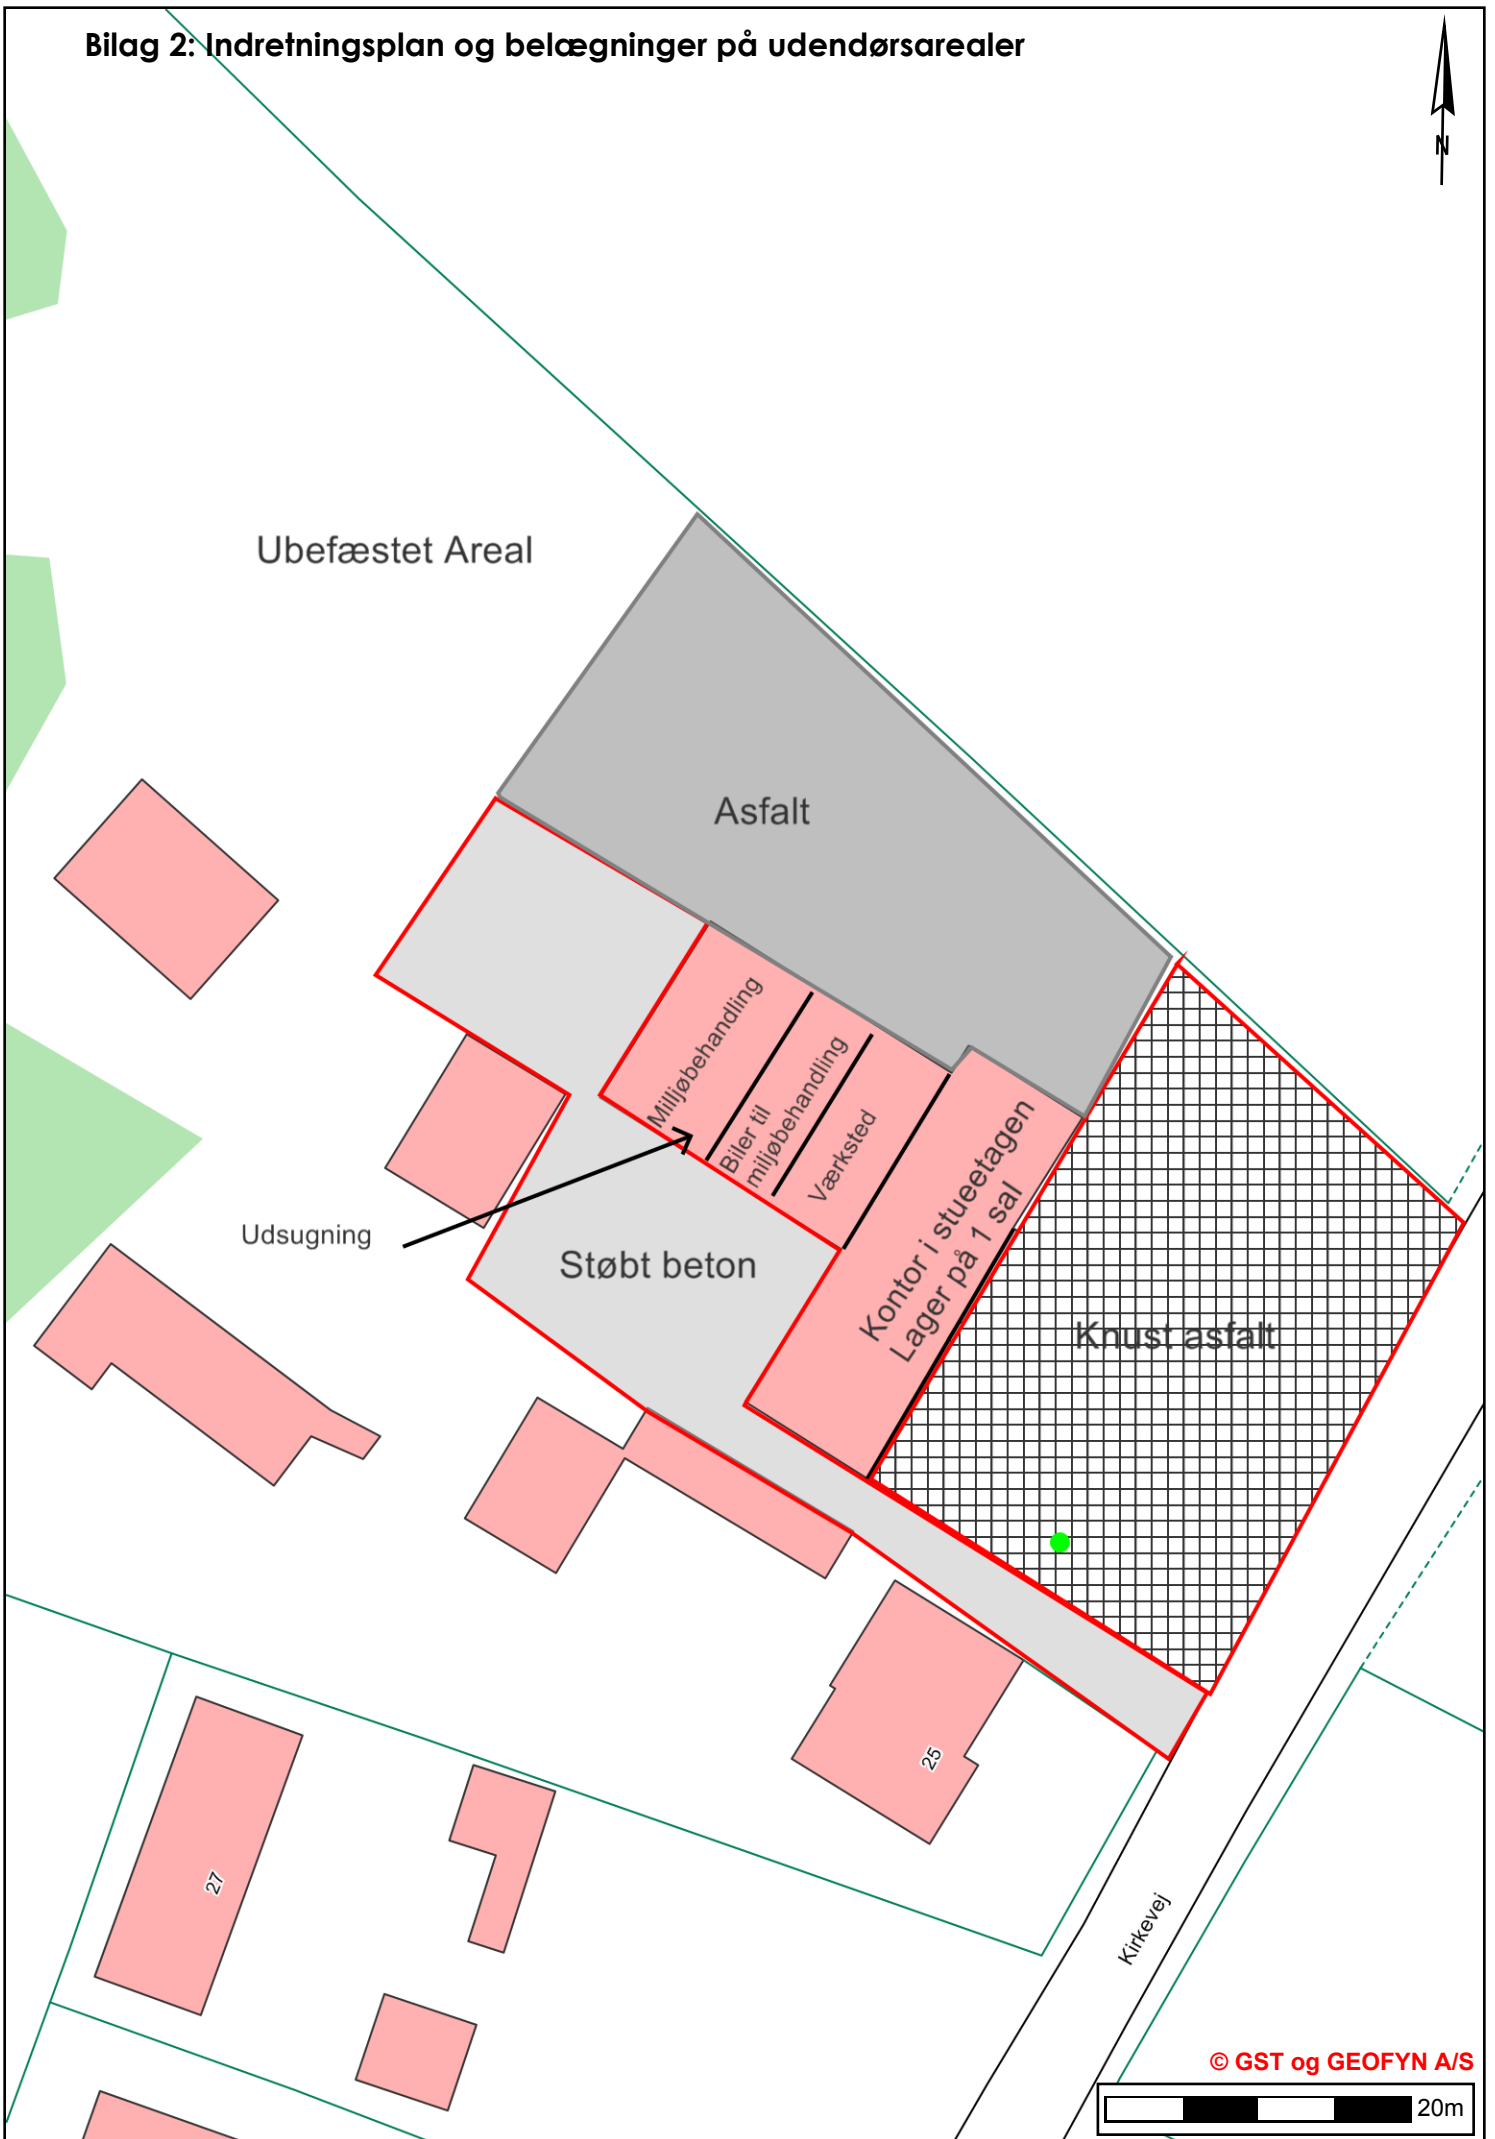 Bilag 2: Indretningsplan og belægninger på udendørsarealer
N
Ubefæstet Areal
Asfalt
Milljøbehandling
Biler til
miljøbehandling
Værksted
Kontor i stueetagen
Lager på 1 sal
Udsugning
Støbt beton
Knust asfalt
25
27
Kirkevej
© GST og GEOFYN A/S
20m